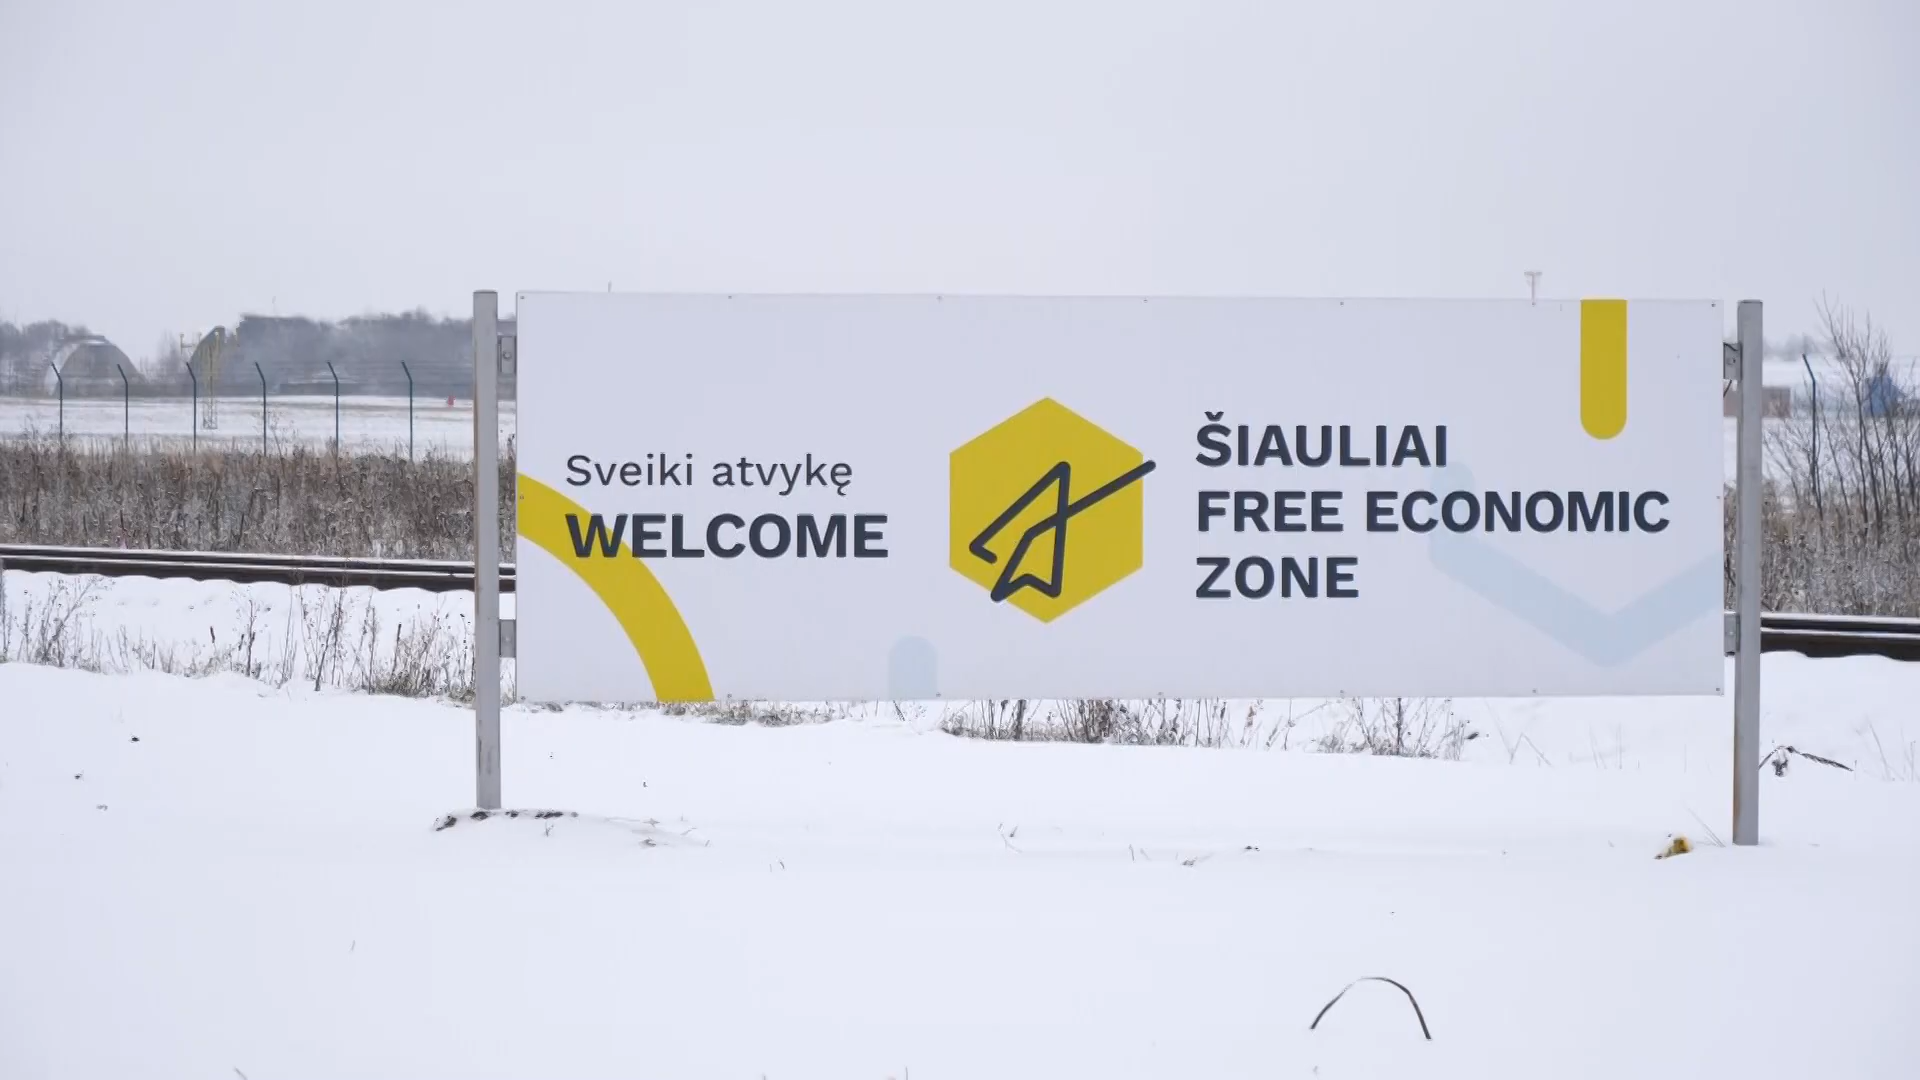 Sveiki atvykę
WELCOME
ŠIAULIAI
FREE ECONOMIC
ZONE